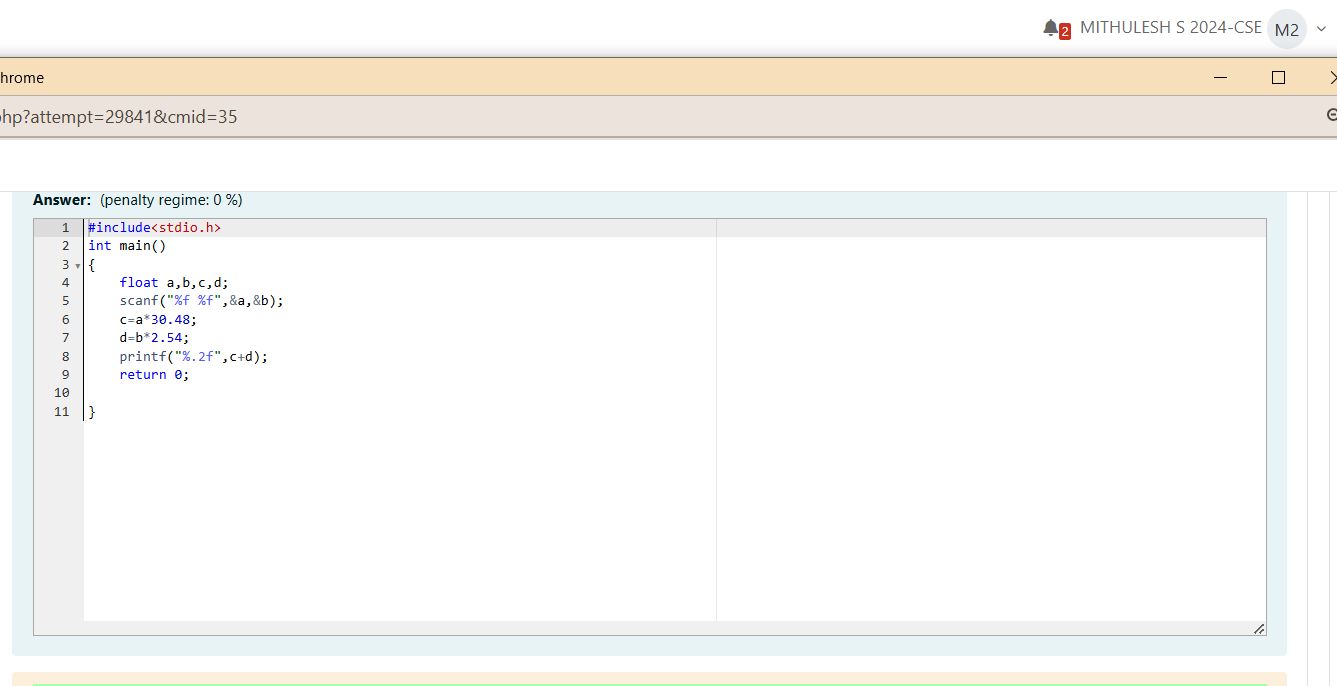 2 MITHULESH S 2024-CSE M2
hrome
php?attempt=29841&cmid=35
Answer: (penalty regime: 0 %)
1 #include<stdio.h>
2 int main()
3 {
4 float a,b,c,d;
5 scanf("%f %f",&a,&b);
6 c=a*30.48;
7 d=b*2.54;
8 printf("%.2f",c+d);
9 return 0;
10
11 }